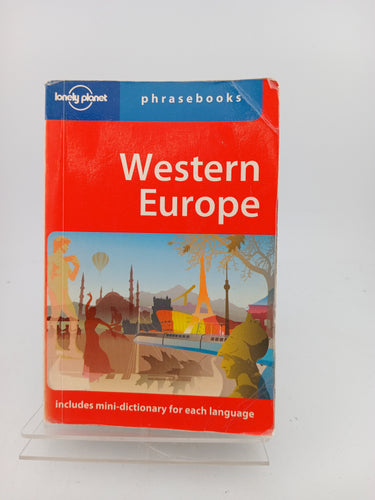 lonely planet
phrasebooks
Western
Europe
includes mini-dictionary for each language